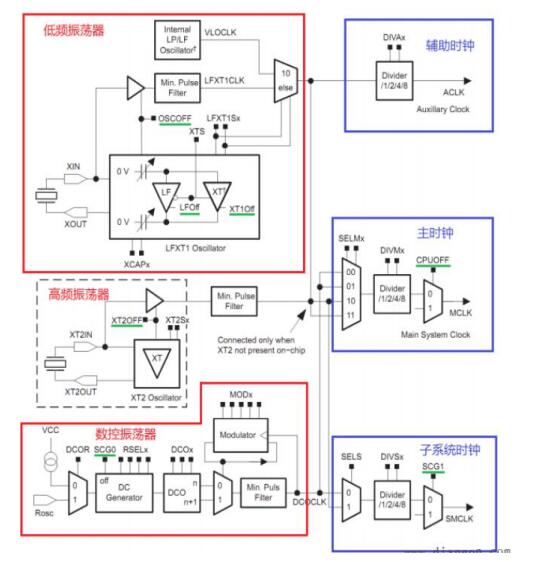 低频振荡器
Internal
LP/LF
Oscillator†
VLOCLK
辅助时钟
DIVAx
10
else
Min. Pulse
Filter
LFXT1CLK
Divider
/1/2/4/8
ACLK
Auxillary Clock
OSCOFF
LFXT1Sx
XTS
XIN
0 V
LF
XT†
LFOff
XT1Off
0 V
XOUT
LFXT1 Oscillator
XCAPx
主时钟
SELMx
DIVMx
CPUOFF
00
01
10
11
Divider
/1/2/4/8
0
1
MCLK
Main System Clock
高频振荡器
Min. Pulse
Filter
XT2OFF
XT2Sx
XT2IN
XT
XT2OUT
XT2 Oscillator
Connected only when
XT2 not present on-chip
MODx
Modulator
数控振荡器
VCC
DCOR
SCG0
RSELx
DCOx
0
1
off
DC
Generator
DCO
n
n+1
0
1
Min. Puls
Filter
DCOCLK
Rosc
子系统时钟
SELS
DIVSx
SCG1
0
1
Divider
/1/2/4/8
0
1
SMCLK